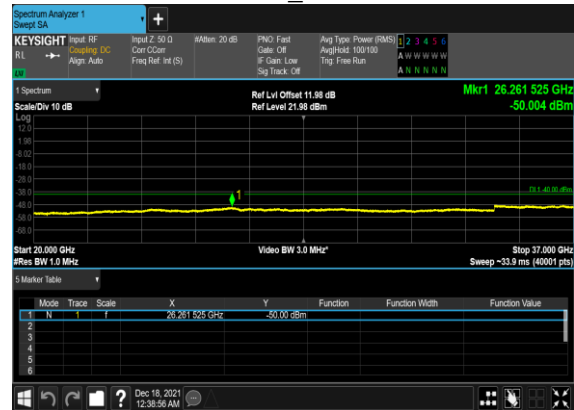 Spectrum Analyzer 1
Swept SA
+
KEYSIGHT Input: RF Input Z: 50 Ω #Atten: 20 dB PNO: Fast Avg Type: Power (RMS) 1 2 3 4 5 6
RL Coupling: DC Corr CCorr Gate: Off Avg|Hold: 100/100 A W W W W W
Align: Auto Freq Ref: Int (S) IF Gain: Low Trig: Free Run
Sig Track: Off A N N N N N
1 Spectrum Ref Lvl Offset 11.98 dB Mkr1 26.261 525 GHz
Scale/Div 10 dB Ref Level 21.98 dBm -50.004 dBm
Log
12.0
1.98
-8.02
-18.0
-28.0
-38.0 DL1 -40.00 dBm
1
-48.0
-58.0
-68.0
Start 20.000 GHz Video BW 3.0 MHz* Stop 37.000 GHz
#Res BW 1.0 MHz Sweep ~33.9 ms (40001 pts)
5 Marker Table
Mode Trace Scale X Y Function Function Width Function Value
1 N 1 f 26.261 525 GHz -50.00 dBm
2
3
4
5
6
? Dec 18, 2021
12:38:56 AM